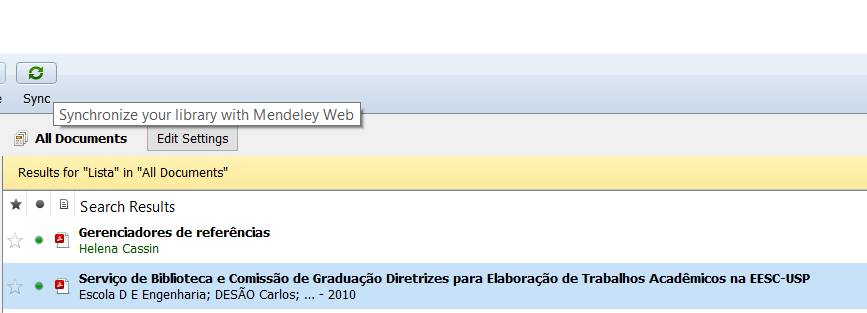 e Sync
Synchronize your library with Mendeley Web
All Documents Edit Settings
Results for "Lista" in "All Documents"
Search Results
Gerenciadores de referências
Helena Cassin
Serviço de Biblioteca e Comissão de Graduação Diretrizes para Elaboração de Trabalhos Acadêmicos na EESC-USP
Escola D E Engenharia; DESÃO Carlos; ... - 2010